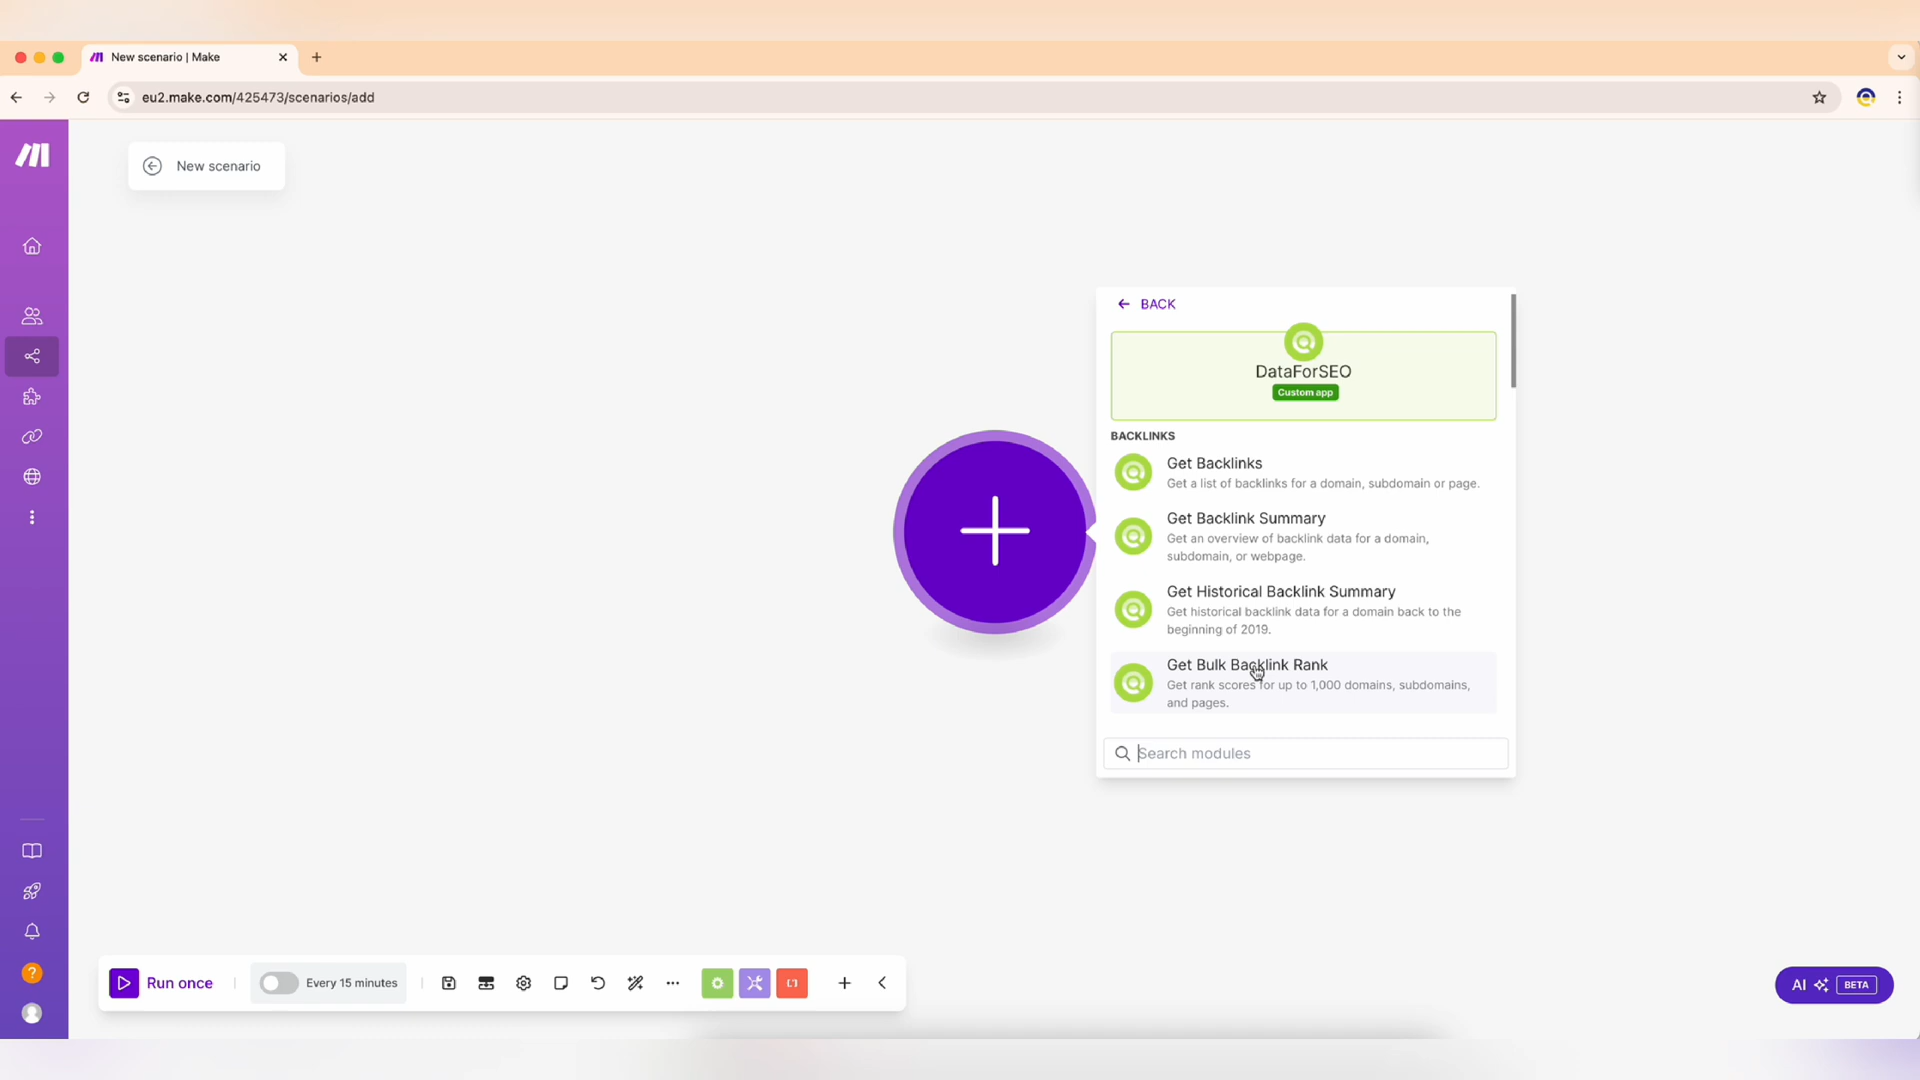 New scenario | Make
eu2.make.com/425473/scenarios/add
New scenario
BACK
DataForSEO
Custom app
BACKLINKS
Get Backlinks
Get a list of backlinks for a domain, subdomain or page.
Get Backlink Summary
Get an overview of backlink data for a domain,
subdomain, or webpage.
Get Historical Backlink Summary
Get historical backlink data for a domain back to the
beginning of 2019.
Get Bulk Backlink Rank
Get rank scores for up to 1,000 domains, subdomains,
and pages.
Search modules
Run once
Every 15 minutes
AI
BETA
?